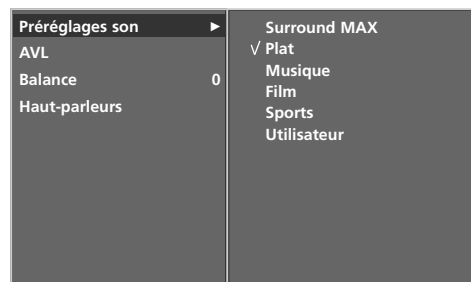 Préréglages son ►
AVL
Balance 0
Haut-parleurs
Surround MAX
√ Plat
Musique
Film
Sports
Utilisateur